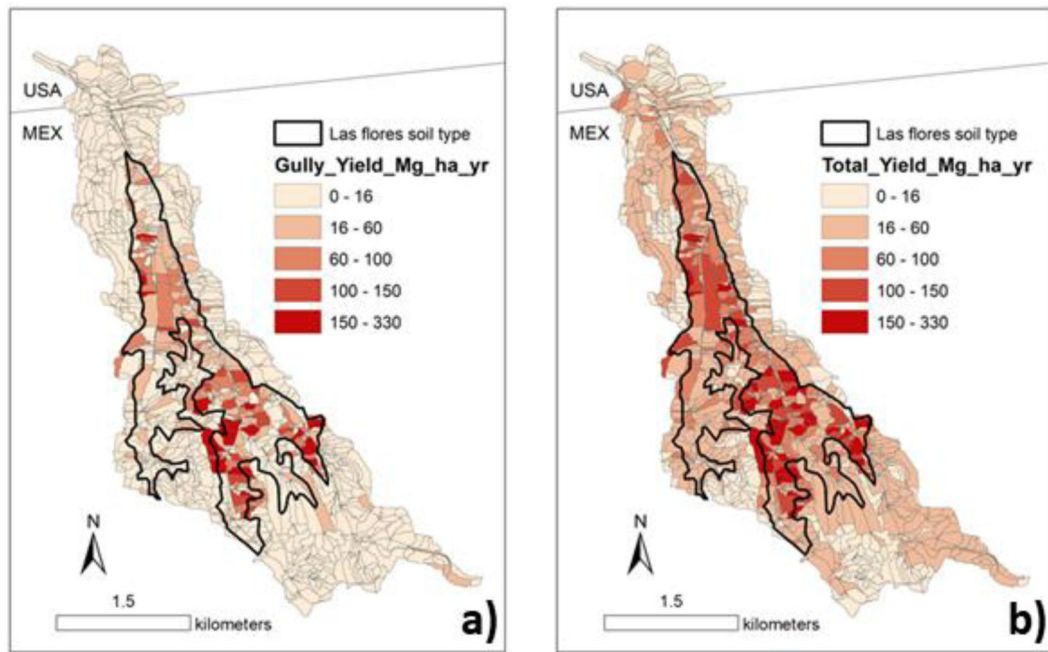 USA
MEX
Las flores soil type
Gully_Yield_Mg_ha_yr
0 - 16
16 - 60
60 - 100
100 - 150
150 - 330
N
1.5
kilometers
a)
USA
MEX
Las flores soil type
Total_Yield_Mg_ha_yr
0 - 16
16 - 60
60 - 100
100 - 150
150 - 330
N
1.5
kilometers
b)